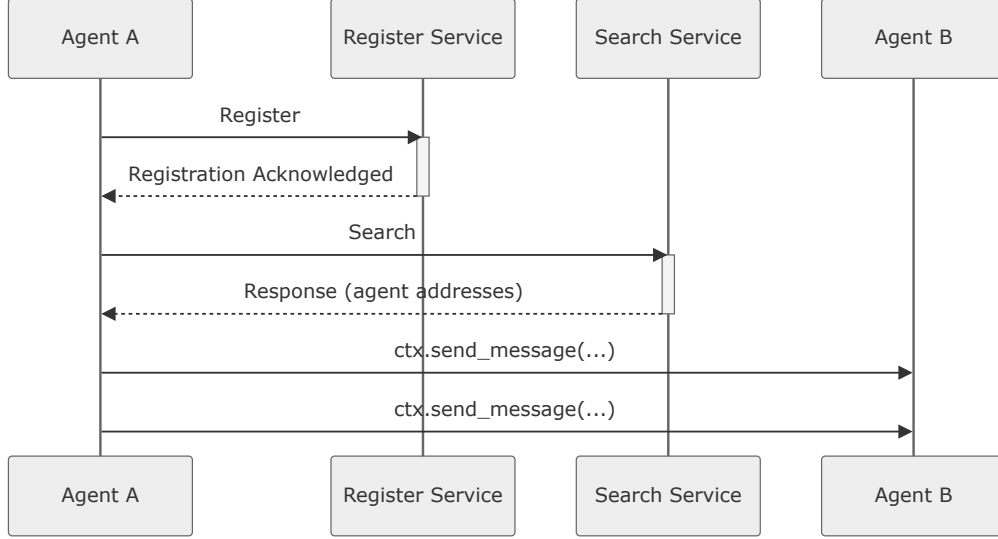 Agent A
Register Service
Search Service
Agent B
Register
Registration Acknowledged
Search
Response (agent addresses)
ctx.send_message(...)
ctx.send_message(...)
Agent A
Register Service
Search Service
Agent B